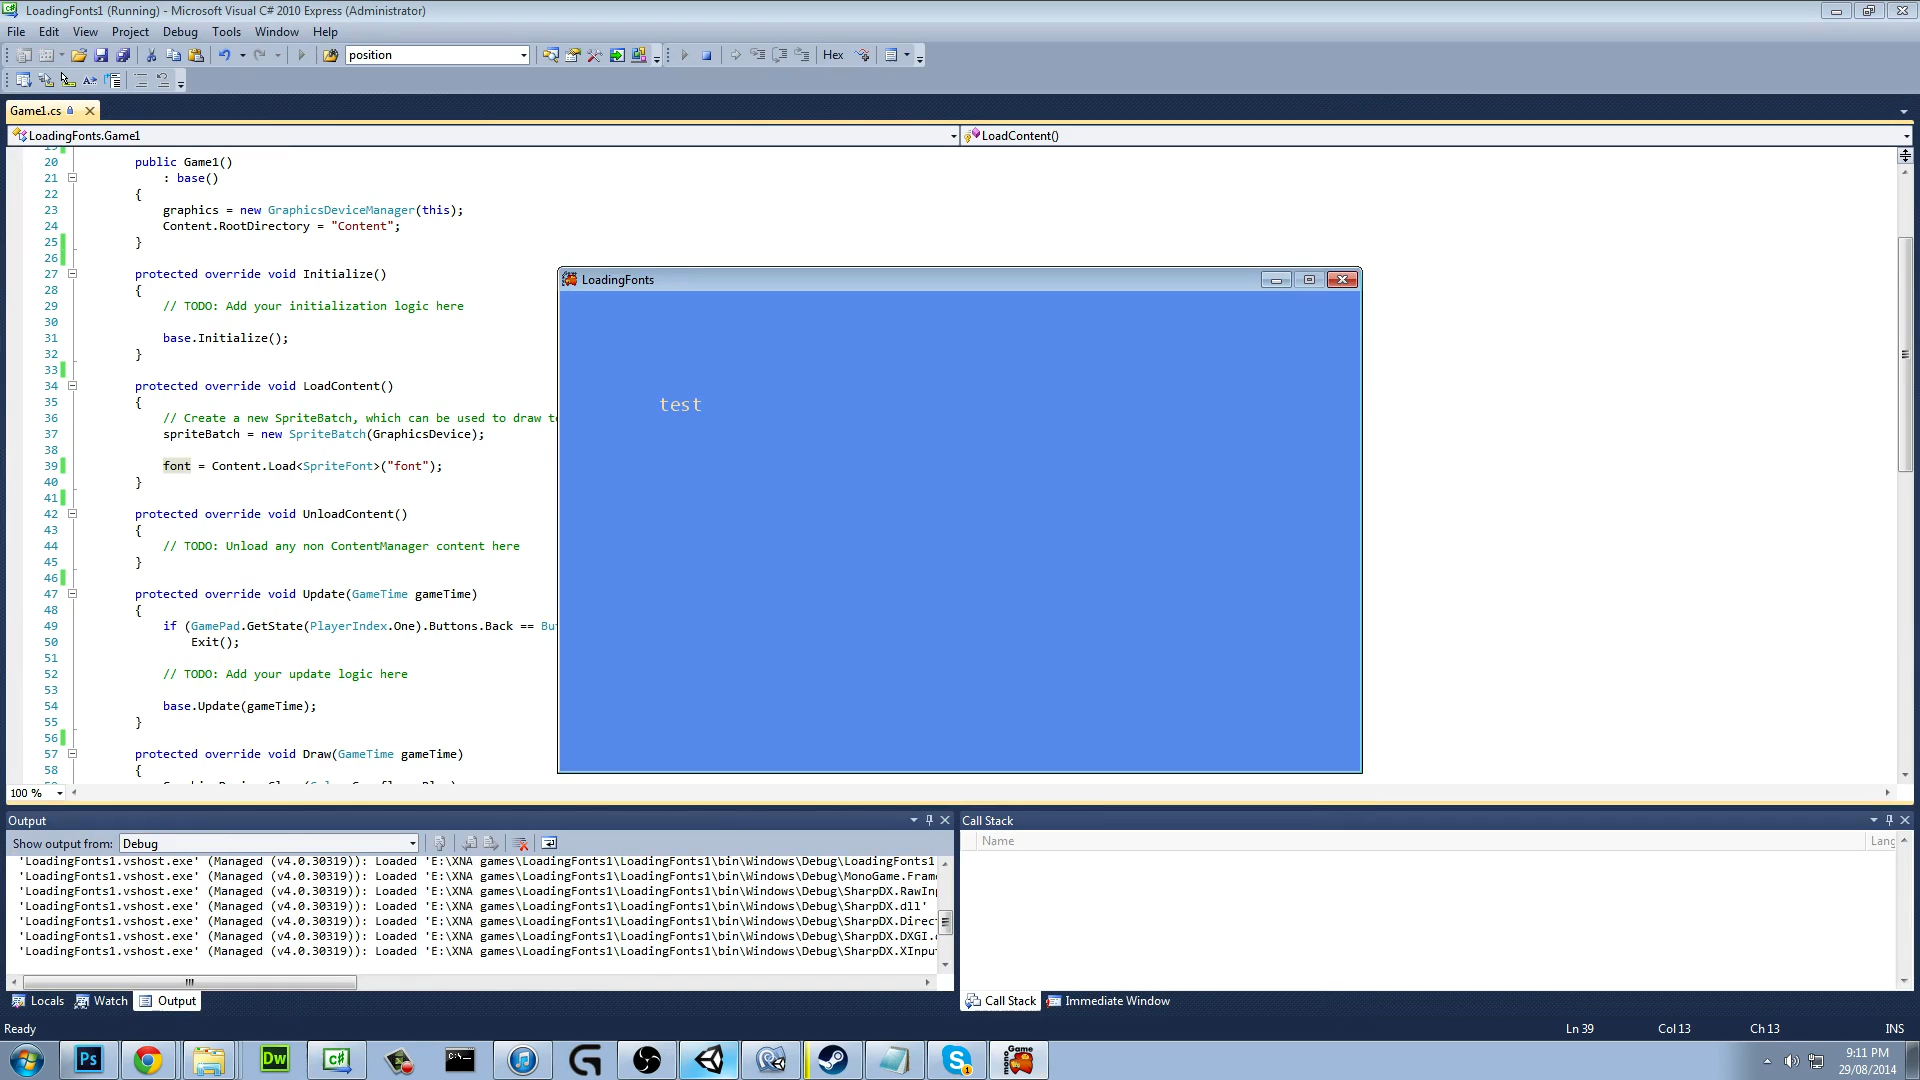 LoadingFonts1 (Running) - Microsoft Visual C# 2010 Express (Administrator)
File Edit View Project Debug Tools Window Help
position Hex
Game1.cs
LoadingFonts.Game1 LoadContent()
20 public Game1()
21 : base()
22 {
23 graphics = new GraphicsDeviceManager(this);
24 Content.RootDirectory = "Content";
25 }
26
27 protected override void Initialize()
28 {
29 // TODO: Add your initialization logic here
30
31 base.Initialize();
32 }
33
34 protected override void LoadContent()
35 {
36 // Create a new SpriteBatch, which can be used to draw te
37 spriteBatch = new SpriteBatch(GraphicsDevice);
38
39 font = Content.Load<SpriteFont>("font");
40 }
41
42 protected override void UnloadContent()
43 {
44 // TODO: Unload any non ContentManager content here
45 }
46
47 protected override void Update(GameTime gameTime)
48 {
49 if (GamePad.GetState(PlayerIndex.One).Buttons.Back == Bu
50 Exit();
51
52 // TODO: Add your update logic here
53
54 base.Update(gameTime);
55 }
56
57 protected override void Draw(GameTime gameTime)
58 {
LoadingFonts
test
100 %
Output
Show output from: Debug
'LoadingFonts1.vshost.exe' (Managed (v4.0.30319)): Loaded 'E:\XNA games\LoadingFonts1\LoadingFonts1\bin\Windows\Debug\LoadingFonts1
'LoadingFonts1.vshost.exe' (Managed (v4.0.30319)): Loaded 'E:\XNA games\LoadingFonts1\LoadingFonts1\bin\Windows\Debug\MonoGame.Frame
'LoadingFonts1.vshost.exe' (Managed (v4.0.30319)): Loaded 'E:\XNA games\LoadingFonts1\LoadingFonts1\bin\Windows\Debug\SharpDX.RawInp
'LoadingFonts1.vshost.exe' (Managed (v4.0.30319)): Loaded 'E:\XNA games\LoadingFonts1\LoadingFonts1\bin\Windows\Debug\SharpDX.dll'
'LoadingFonts1.vshost.exe' (Managed (v4.0.30319)): Loaded 'E:\XNA games\LoadingFonts1\LoadingFonts1\bin\Windows\Debug\SharpDX.Direct
'LoadingFonts1.vshost.exe' (Managed (v4.0.30319)): Loaded 'E:\XNA games\LoadingFonts1\LoadingFonts1\bin\Windows\Debug\SharpDX.DXGI.d
'LoadingFonts1.vshost.exe' (Managed (v4.0.30319)): Loaded 'E:\XNA games\LoadingFonts1\LoadingFonts1\bin\Windows\Debug\SharpDX.XInpu
Locals Watch Output
Call Stack
Name Lang
Call Stack Immediate Window
Ready Ln 39 Col 13 Ch 13 INS
Ps Dw C# 9:11 PM
29/08/2014